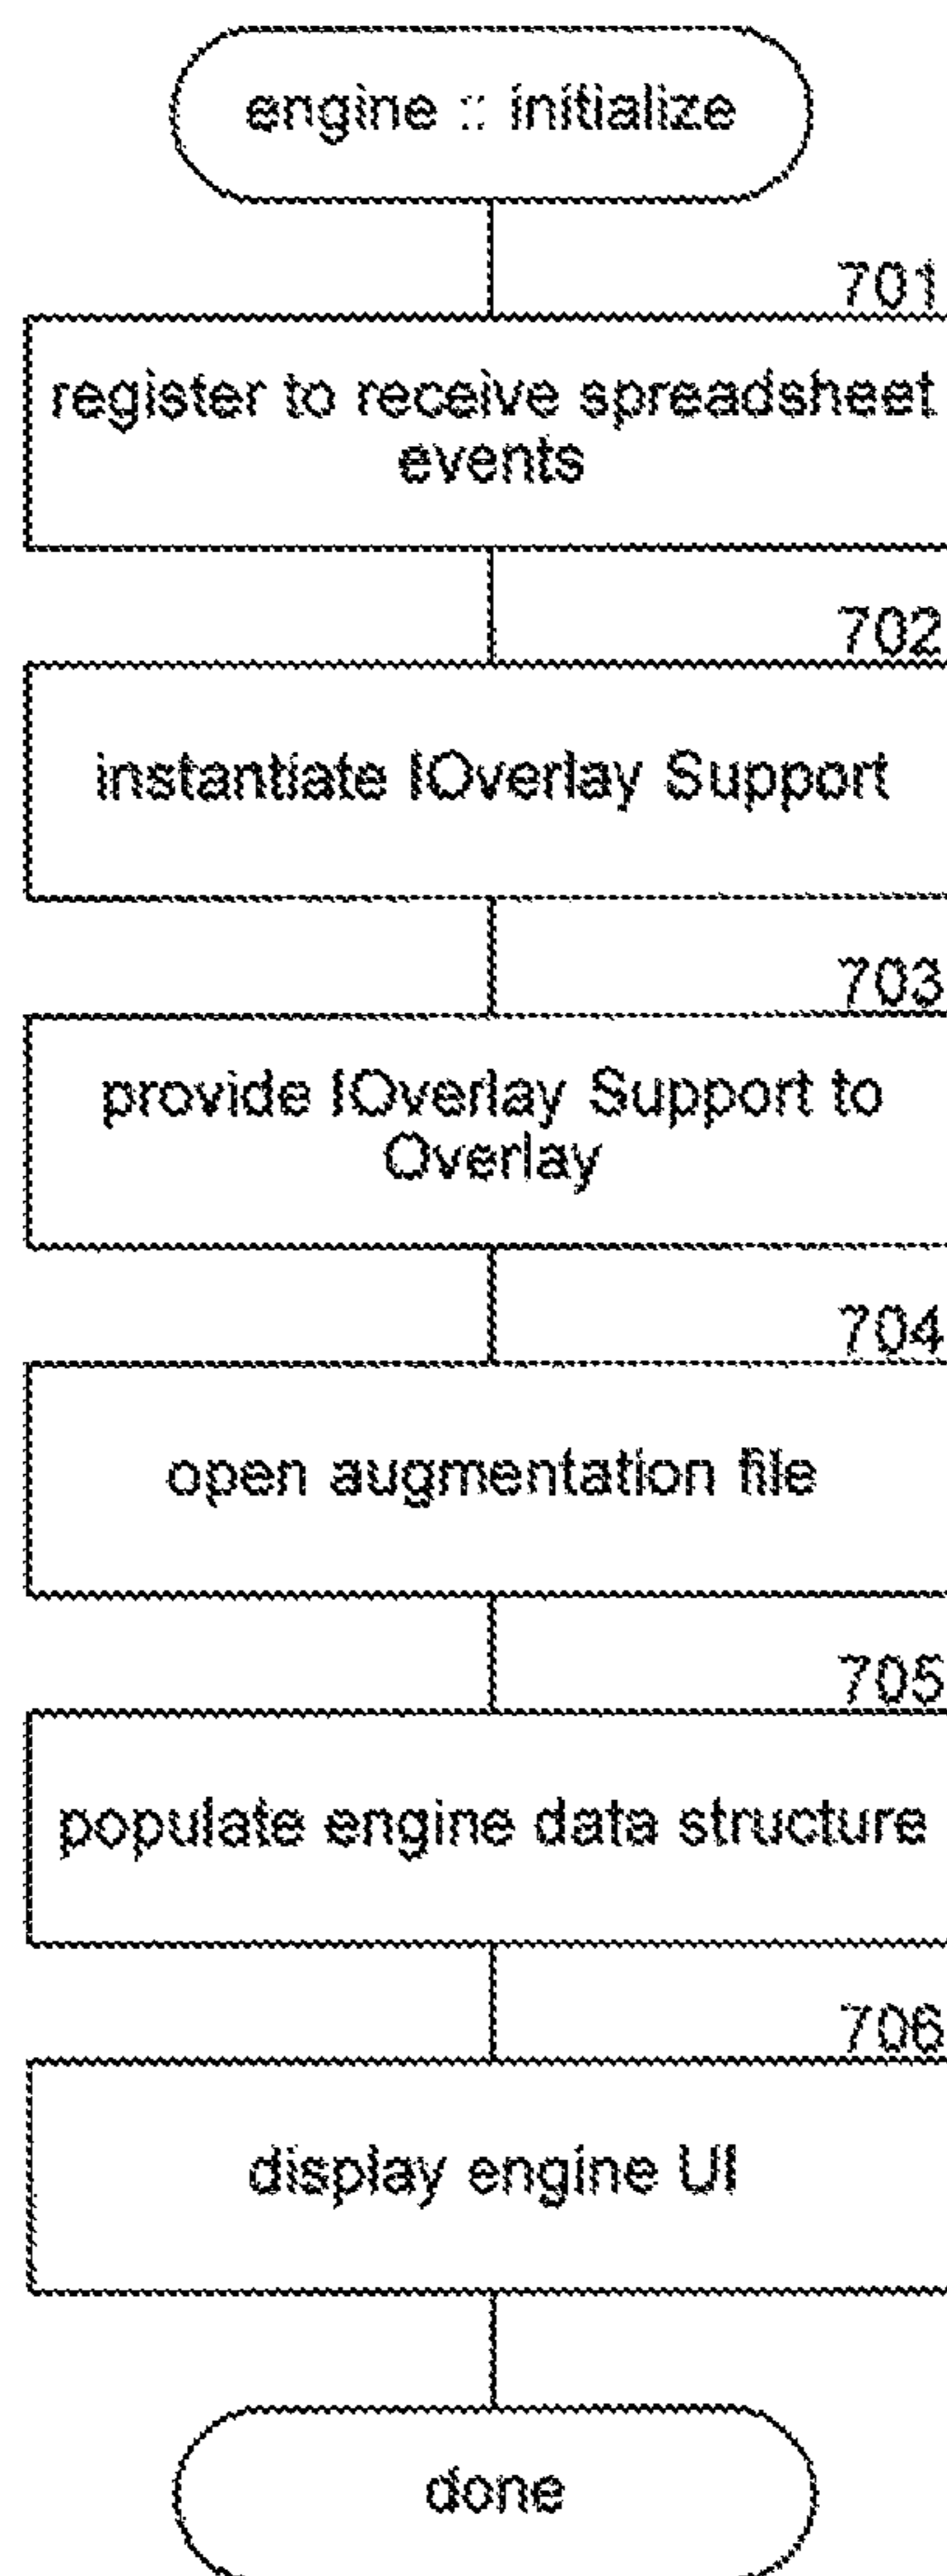 engine :: initialize
701
register to receive spreadsheet
events
702
instantiate IOverlay Support
703
provide IOverlay Support to
Overlay
704
open augmentation file
705
populate engine data structure
706
display engine UI
done